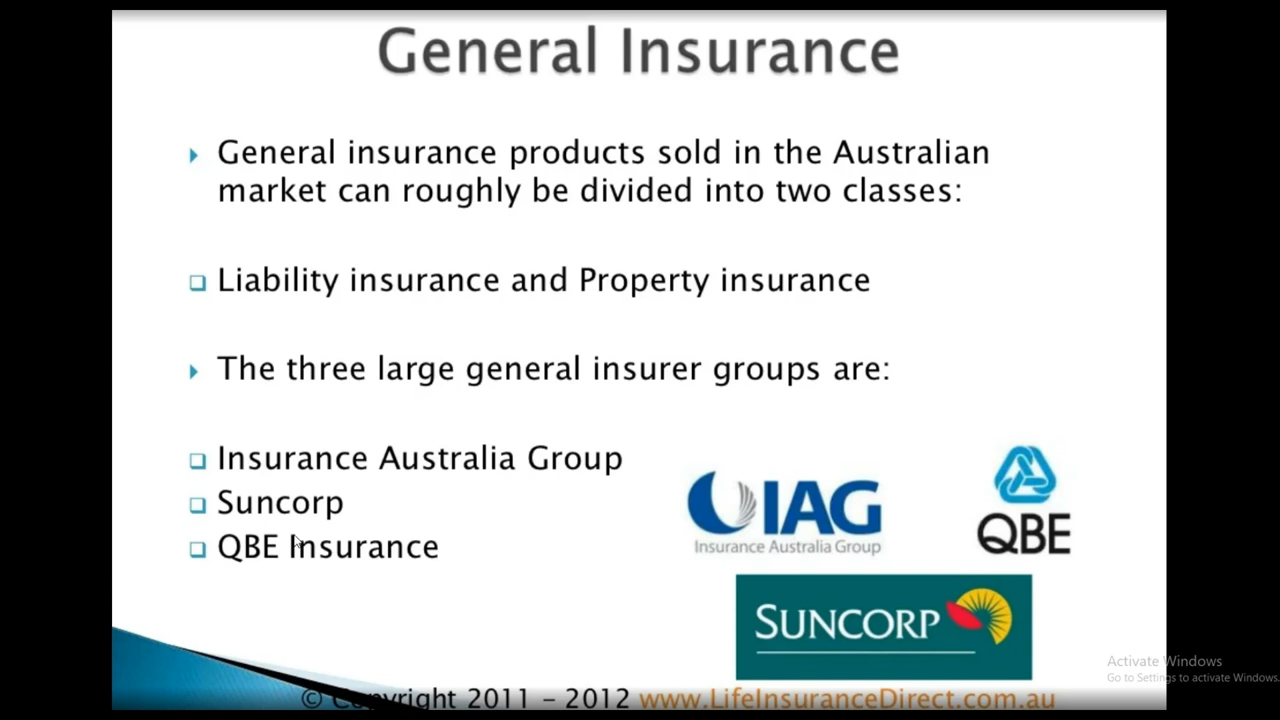 General Insurance
General insurance products sold in the Australian
market can roughly be divided into two classes:
Liability insurance and Property insurance
The three large general insurer groups are:
Insurance Australia Group
Suncorp
QBE Insurance
IAG
Insurance Australia Group
QBE
SUNCORP
Activate Windows
Go to Settings to activate Windows.
© Copyright 2011 - 2012 www.LifeInsuranceDirect.com.au